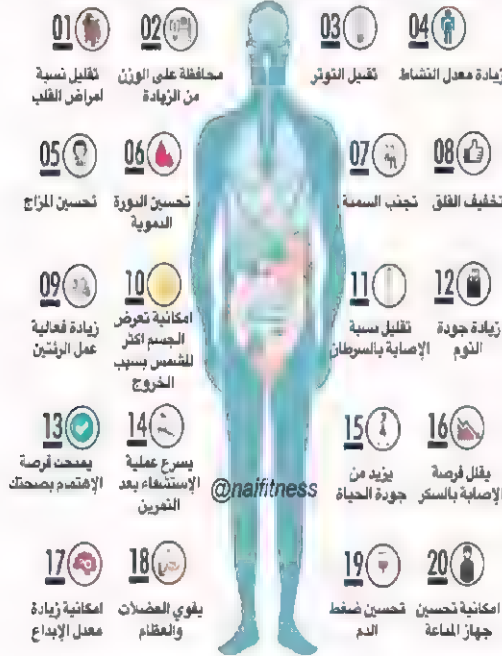 01
تقليل نسبة
امراض القلب
02
محافظة على الوزن
من الزيادة
03
تقليل التوتر
04
زيادة معدل النشاط
05
تحسين المزاج
06
تحسين الدورة
الدموية
07
تجنب السمنة
08
تخفيف القلق
09
زيادة فعالية
عمل الرئتين
10
امكانية تعرض
الجسم اكثر
للشمس بسبب
الخروج
11
تقليل نسبة
الإصابة بالسرطان
12
زيادة جودة
النوم
13
يمنحك فرصة
الإهتمام بصحتك
14
يسرع عملية
الإستشفاء بعد
التمرين
15
يزيد من
جودة الحياة
16
يقلل فرصة
الإصابة بالسكر
@naifitness
17
امكانية زيادة
معدل الإبداع
18
يقوي العضلات
والعظام
19
تحسين ضغط
الدم
20
امكانية تحسين
جهاز المناعة